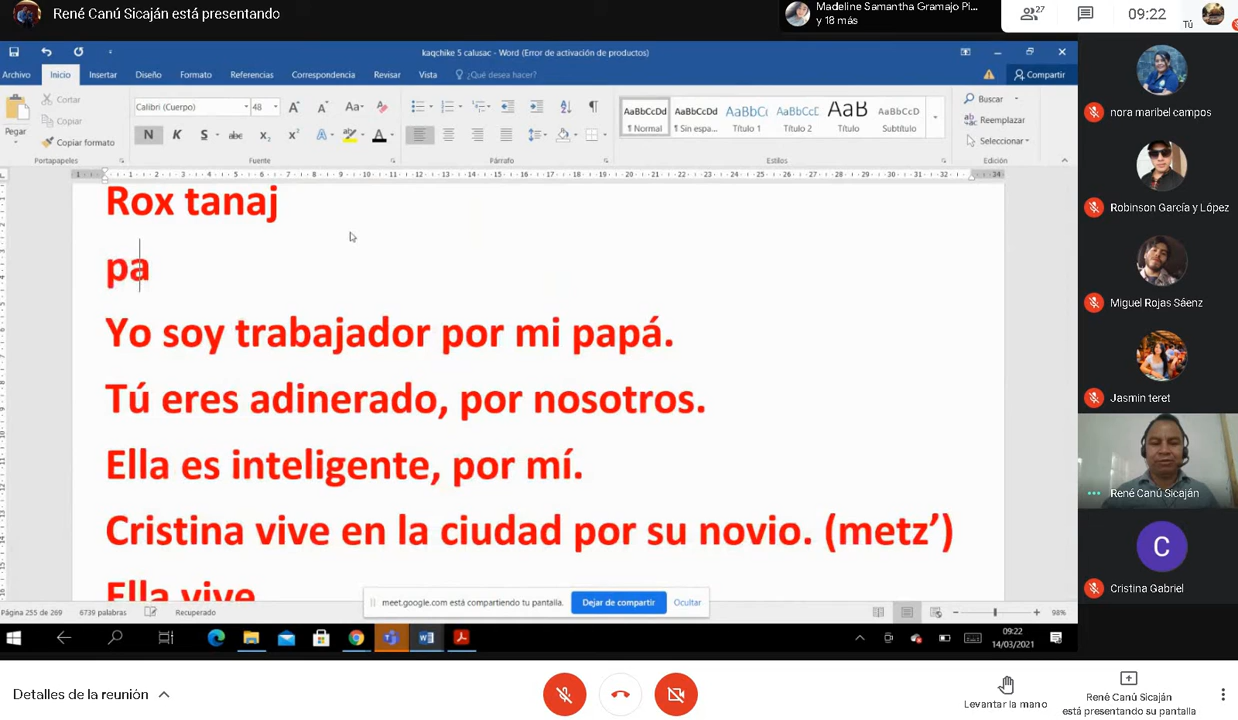 René Canú Sicaján está presentando
Madeline Samantha Gramajo Pi...
y 18 más
27
09:22
Tú
kaqchike 5 calusac - Word (Error de activación de productos)
Archivo Inicio Insertar Diseño Formato Referencias Correspondencia Revisar Vista ¿Qué desea hacer? Compartir
Pegar
Cortar
Copiar
Copiar formato
Portapapeles
Calibri (Cuerpo) 48
N K S abc
Fuente
Párrafo
AaBbCcDd AaBbCcDd AaBbCc AaBbCcC AaB AaBbCcD
¶ Normal ¶ Sin espa... Título 1 Título 2 Título Subtítulo
Estilos
Buscar
Reemplazar
Seleccionar
Edición
Rox tanaj
pa
Yo soy trabajador por mi papá.
Tú eres adinerado, por nosotros.
Ella es inteligente, por mí.
Cristina vive en la ciudad por su novio. (metz’)
Ella vive
meet.google.com está compartiendo tu pantalla. Dejar de compartir Ocultar
Página 255 de 269 6739 palabras Recuperado 98%
09:22
14/03/2021
nora maribel campos
Robinson García y López
Miguel Rojas Sáenz
Jasmin teret
René Canú Sicaján
C
Cristina Gabriel
Detalles de la reunión
Levantar la mano
René Canú Sicaján
está presentando su pantalla